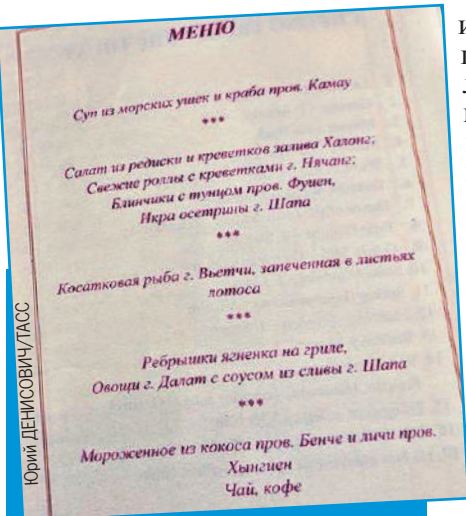 МЕНЮ
Суп из морских ушек и краба пров. Камау
***
Салат из редиски и креветков залива Халонг;
Свежие роллы с креветками г. Нячанг;
Блинчики с тунцом пров. Фуиен,
Икра осетрины г. Шапа
***
Косатковая рыба г. Вьетчи, запеченная в листьях
лотоса
***
Ребрышки ягненка на гриле,
Овощи г. Далат с соусом из сливы г. Шапа
***
Мороженное из кокоса пров. Бенче и личи пров.
Хынгиен
Чай, кофе
Юрий ДЕНИСОВИЧ/ТАСС